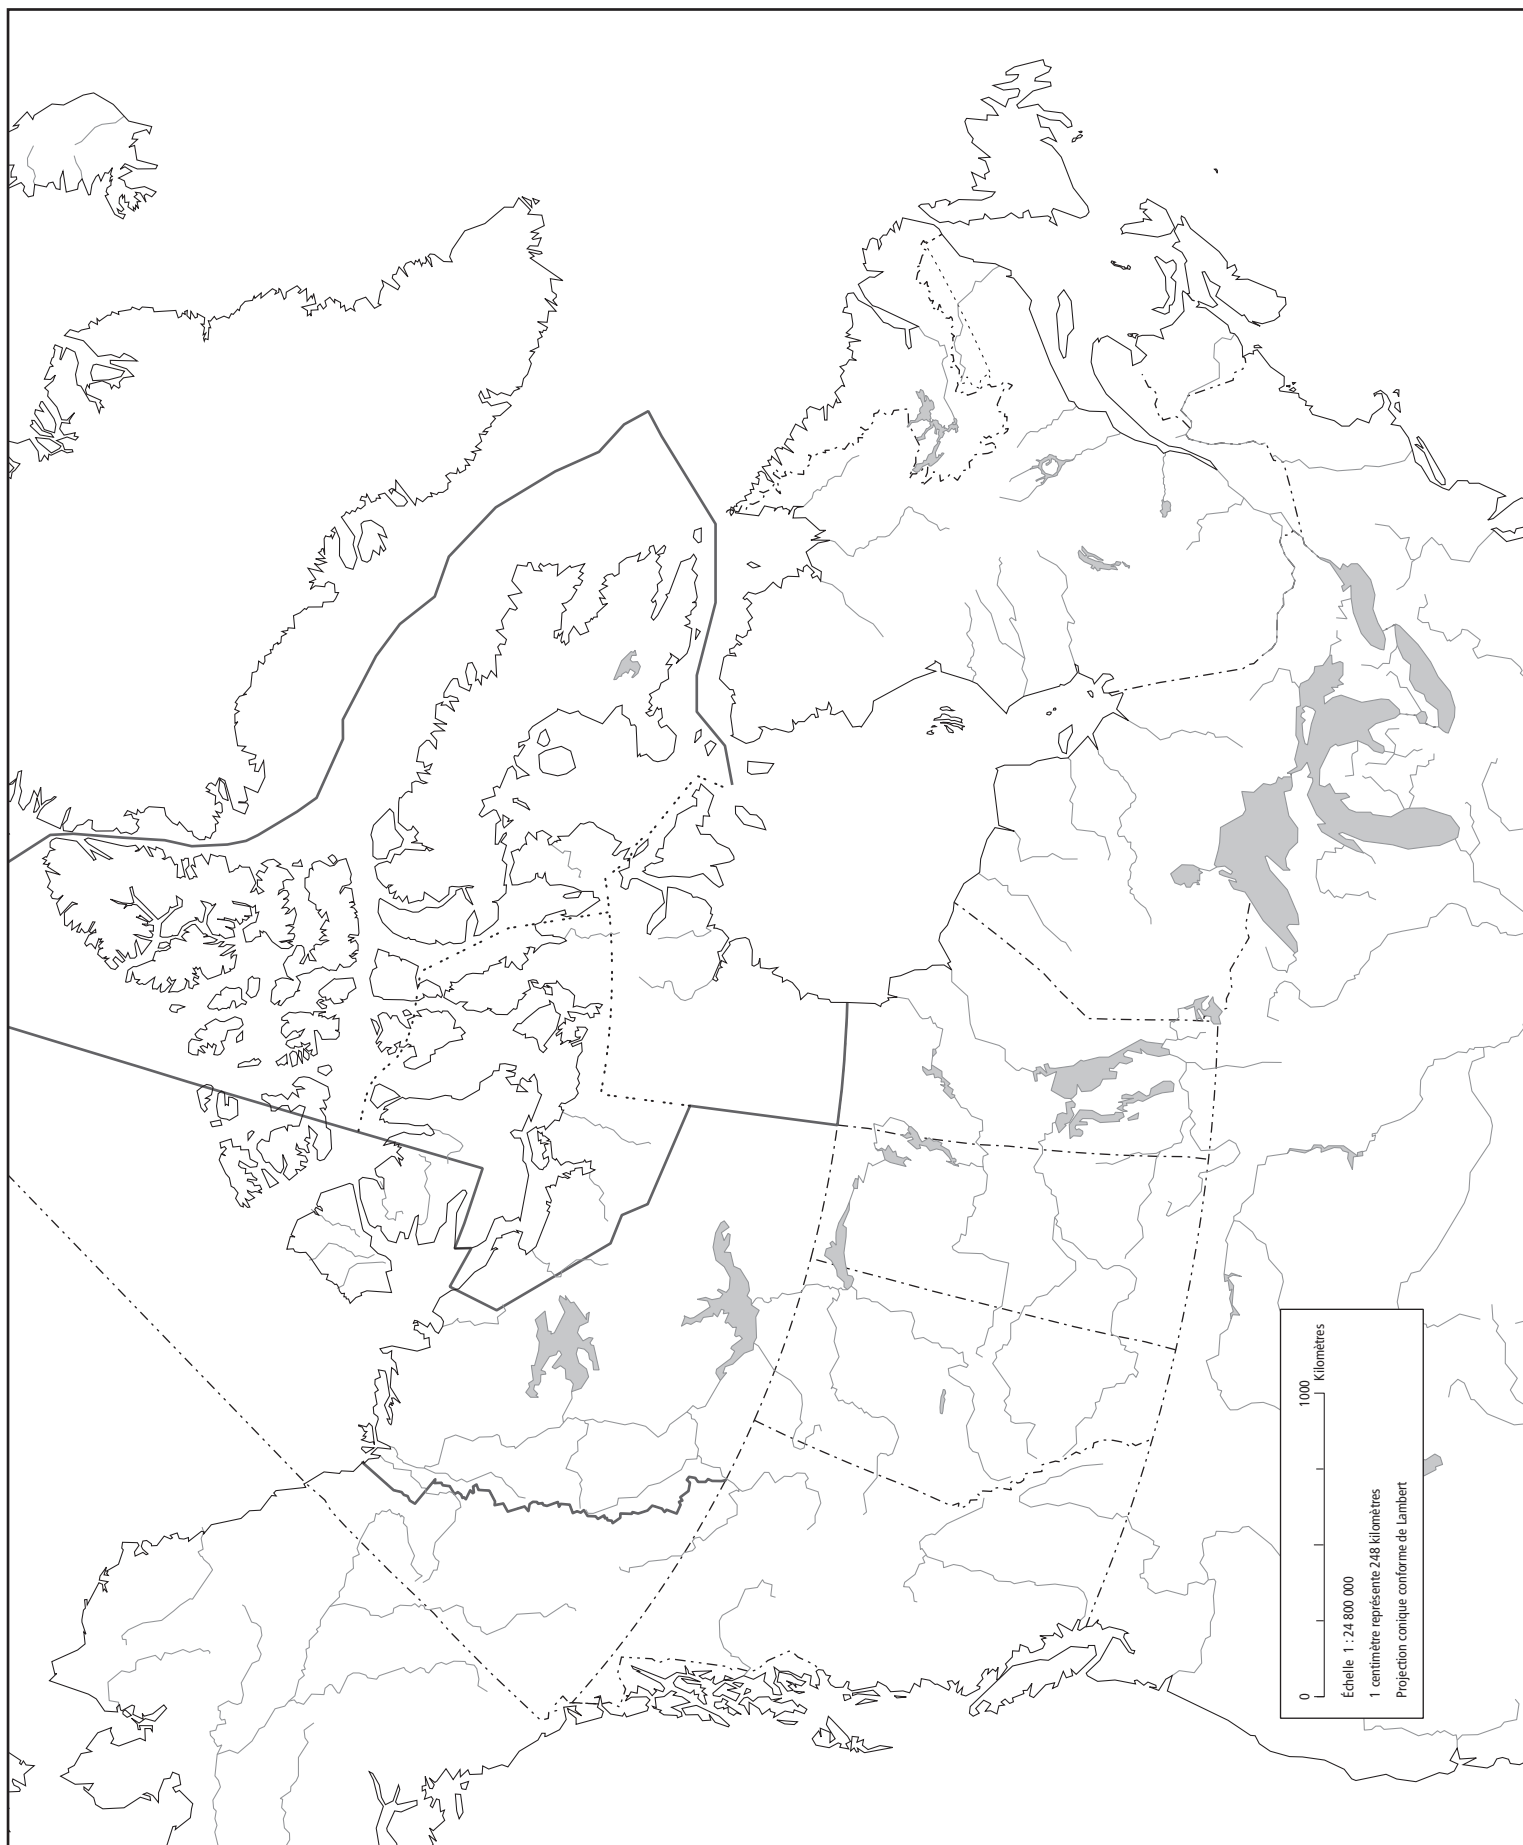 0
1000
Kilomètres
Échelle 1 : 24 800 000
1 centimètre représente 248 kilomètres
Projection conique conforme de Lambert